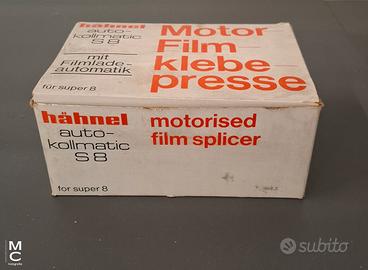 hähnel
auto-
kollmatic
S 8
mit
Filmlade-
automatik
für super 8
Motor
Film-
klebe-
presse
hähnel
auto-
kollmatic
S 8
for super 8
motorised
film splicer
MC
fotografia
subito